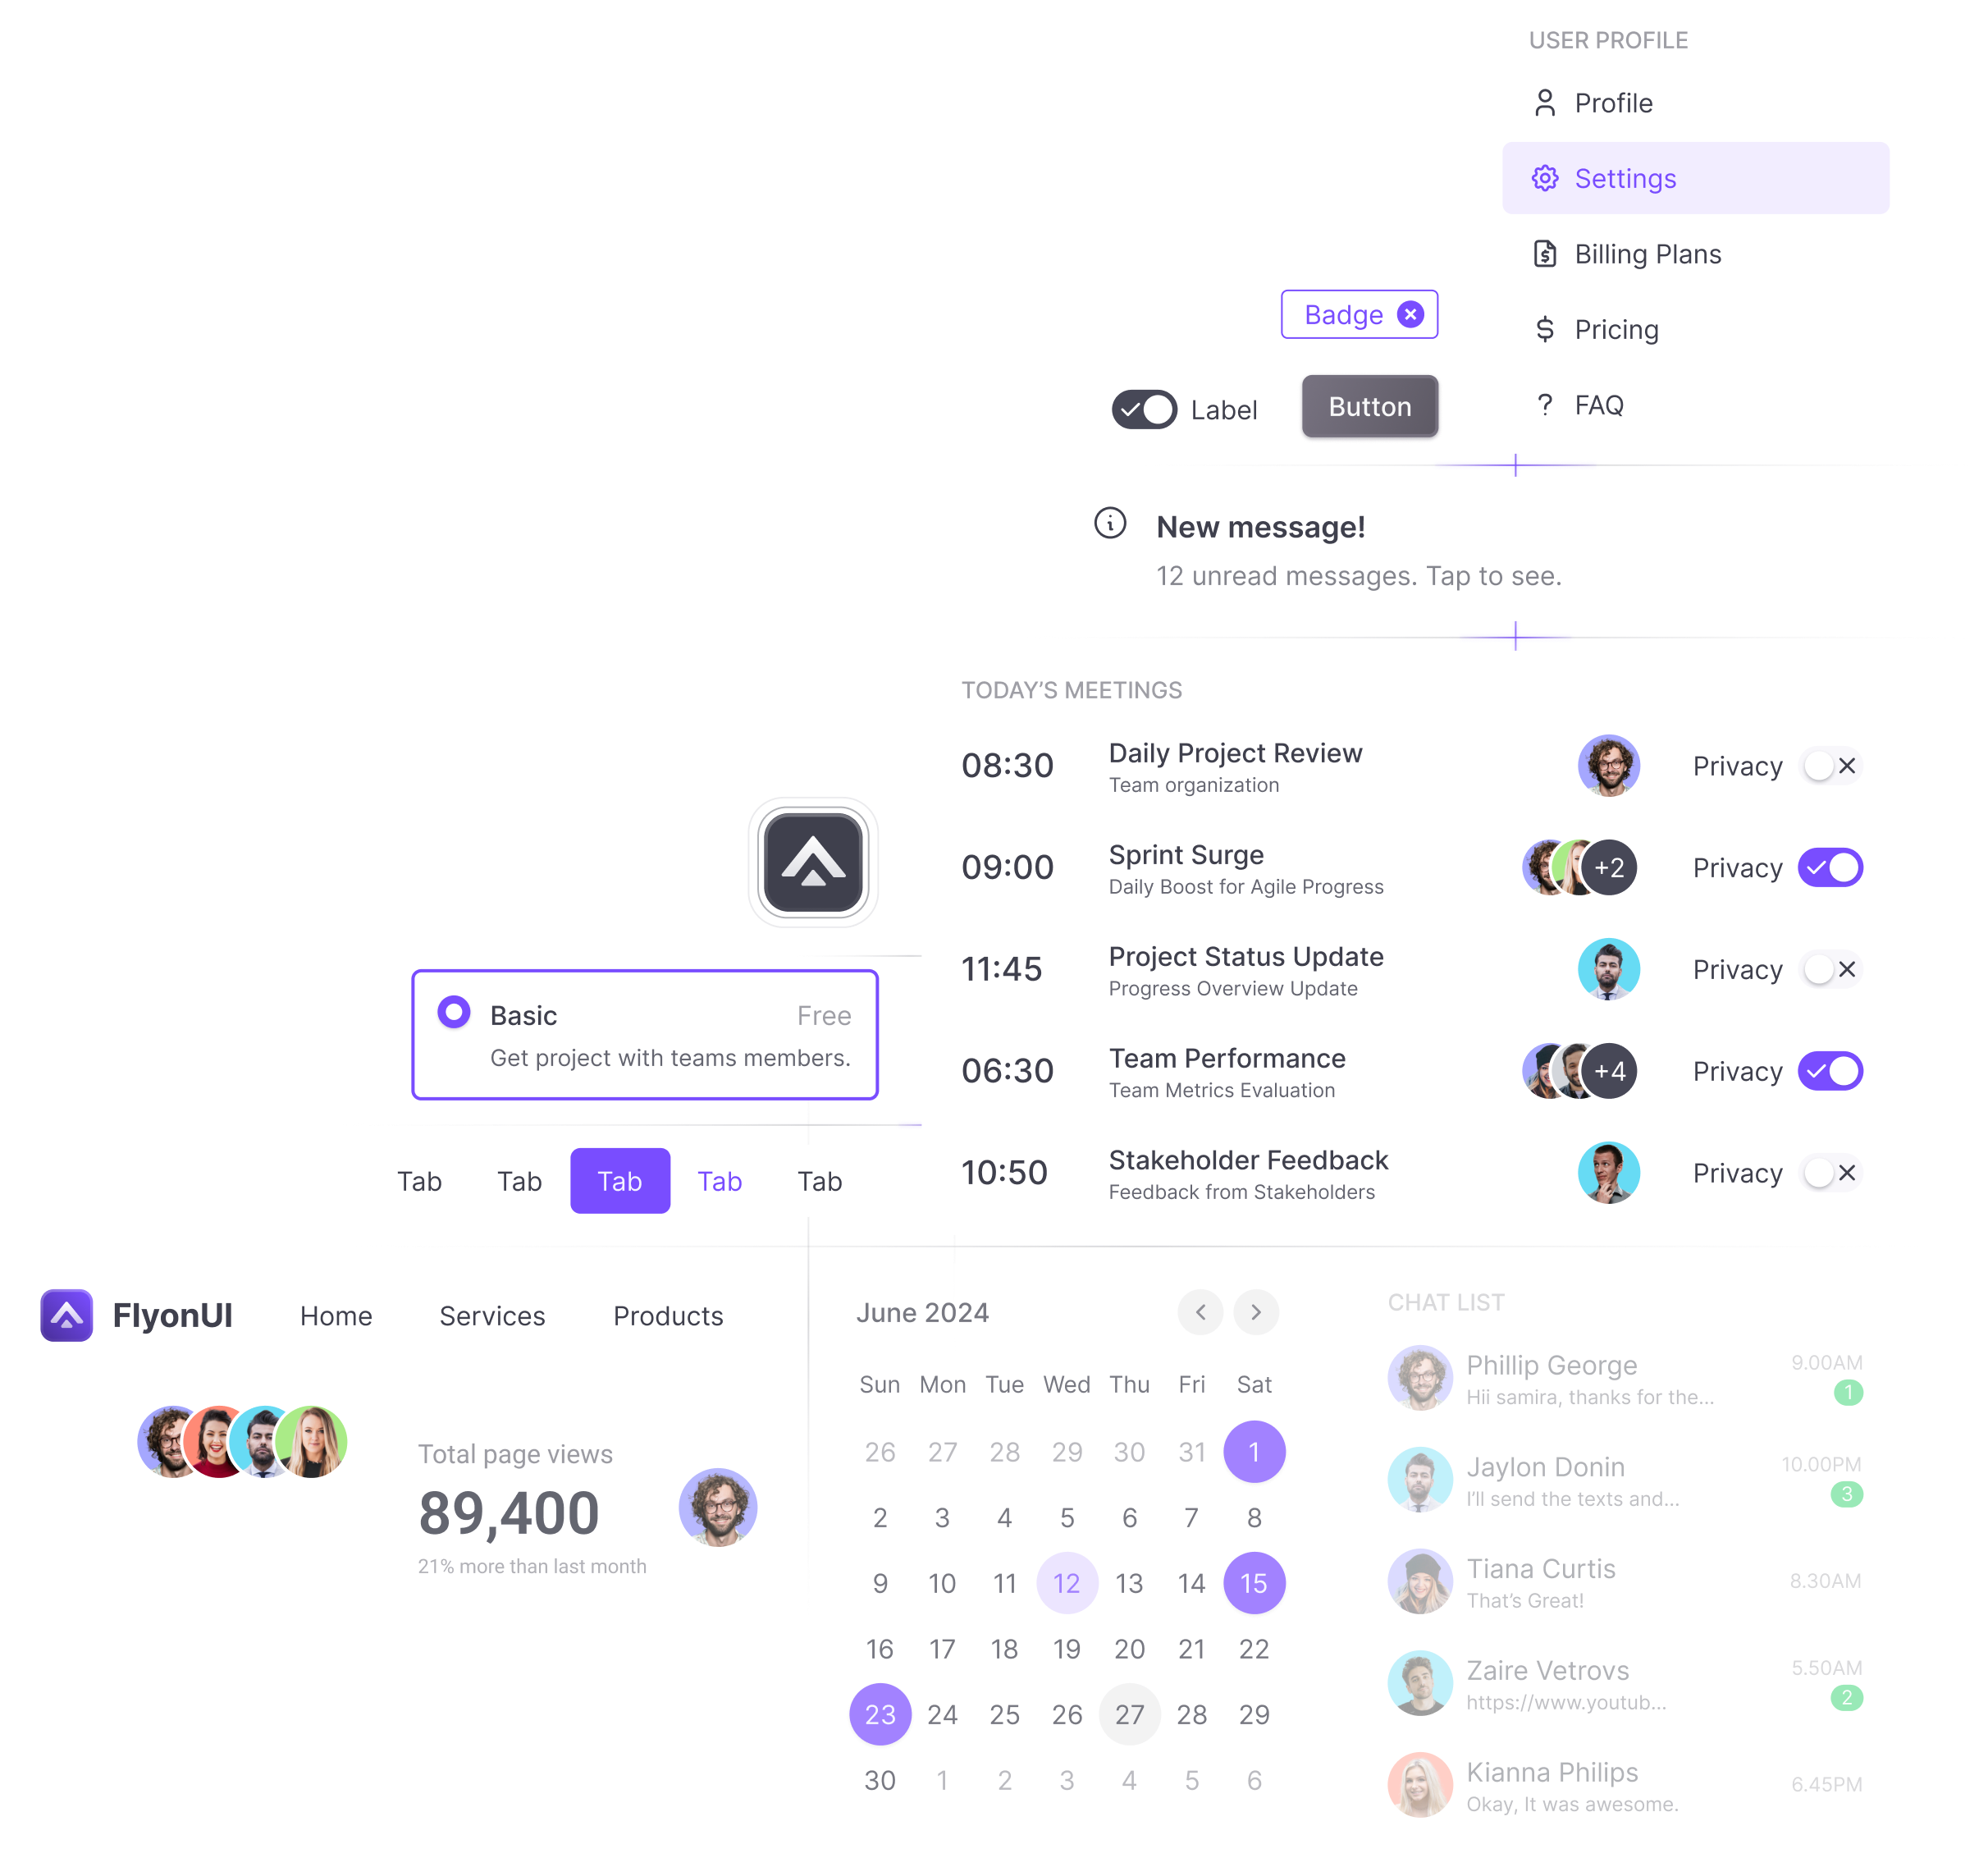 USER PROFILE
Profile
Settings
Billing Plans
Pricing
FAQ
Badge
Label
Button
New message!
12 unread messages. Tap to see.
TODAY’S MEETINGS
08:30
Daily Project Review
Team organization
Privacy
09:00
Sprint Surge
Daily Boost for Agile Progress
+2
Privacy
11:45
Project Status Update
Progress Overview Update
Privacy
06:30
Team Performance
Team Metrics Evaluation
+4
Privacy
10:50
Stakeholder Feedback
Feedback from Stakeholders
Privacy
Basic Free
Get project with teams members.
Tab Tab Tab Tab Tab
FlyonUI Home Services Products
Total page views
89,400
21% more than last month
June 2024
Sun Mon Tue Wed Thu Fri Sat
26 27 28 29 30 31 1
2 3 4 5 6 7 8
9 10 11 12 13 14 15
16 17 18 19 20 21 22
23 24 25 26 27 28 29
30 1 2 3 4 5 6
CHAT LIST
Phillip George 9.00AM
Hii samira, thanks for the... 1
Jaylon Donin 10.00PM
I’ll send the texts and... 3
Tiana Curtis 8.30AM
That’s Great!
Zaire Vetrovs 5.50AM
https://www.youtub... 2
Kianna Philips 6.45PM
Okay, It was awesome.